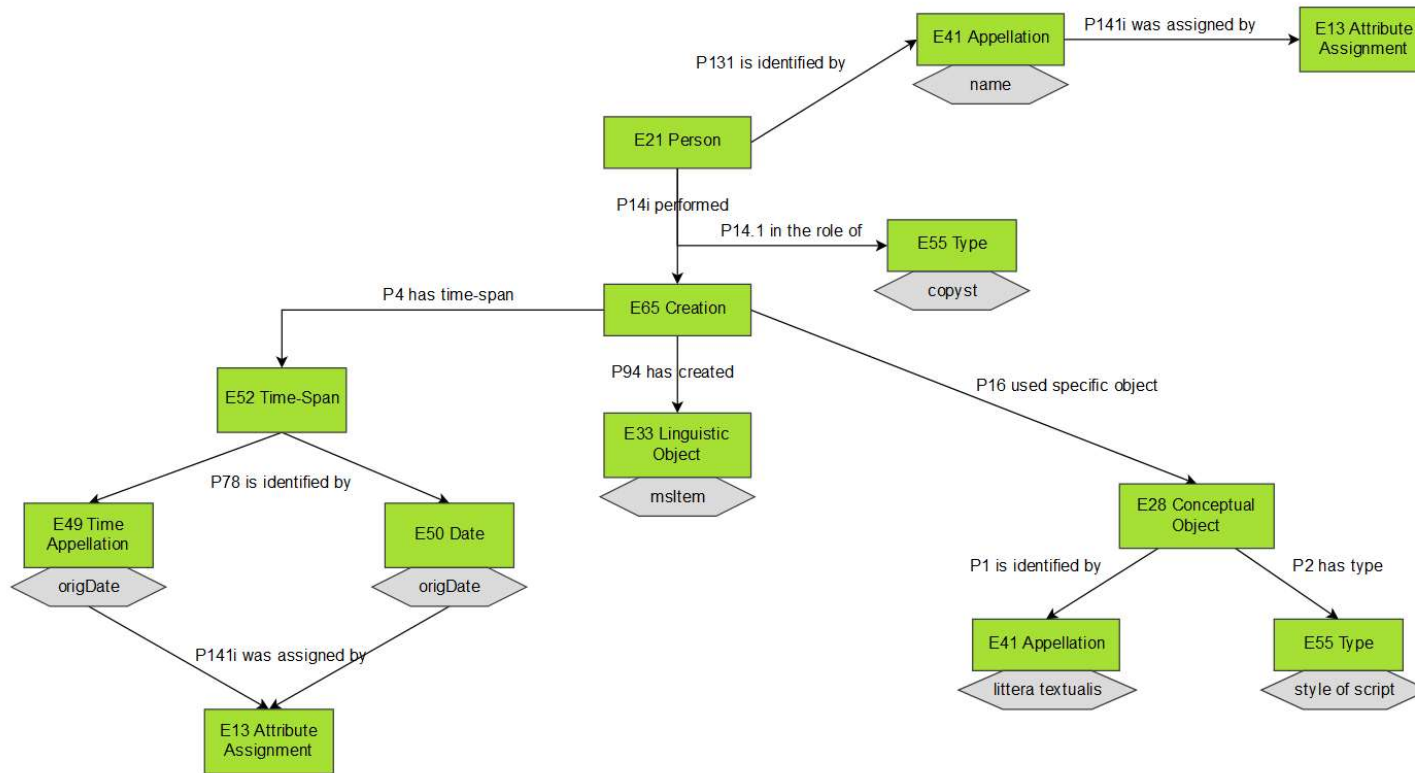 E41 Appellation
P141i was assigned by
E13 Attribute
Assignment
P131 is identified by
name
E21 Person
P14i performed
P14.1 in the role of
E55 Type
copyst
P4 has time-span
E65 Creation
P94 has created
P16 used specific object
E52 Time-Span
E33 Linguistic
Object
msItem
P78 is identified by
E49 Time
Appellation
origDate
E50 Date
origDate
E28 Conceptual
Object
P1 is identified by
P2 has type
E41 Appellation
littera textualis
E55 Type
style of script
P141i was assigned by
E13 Attribute
Assignment